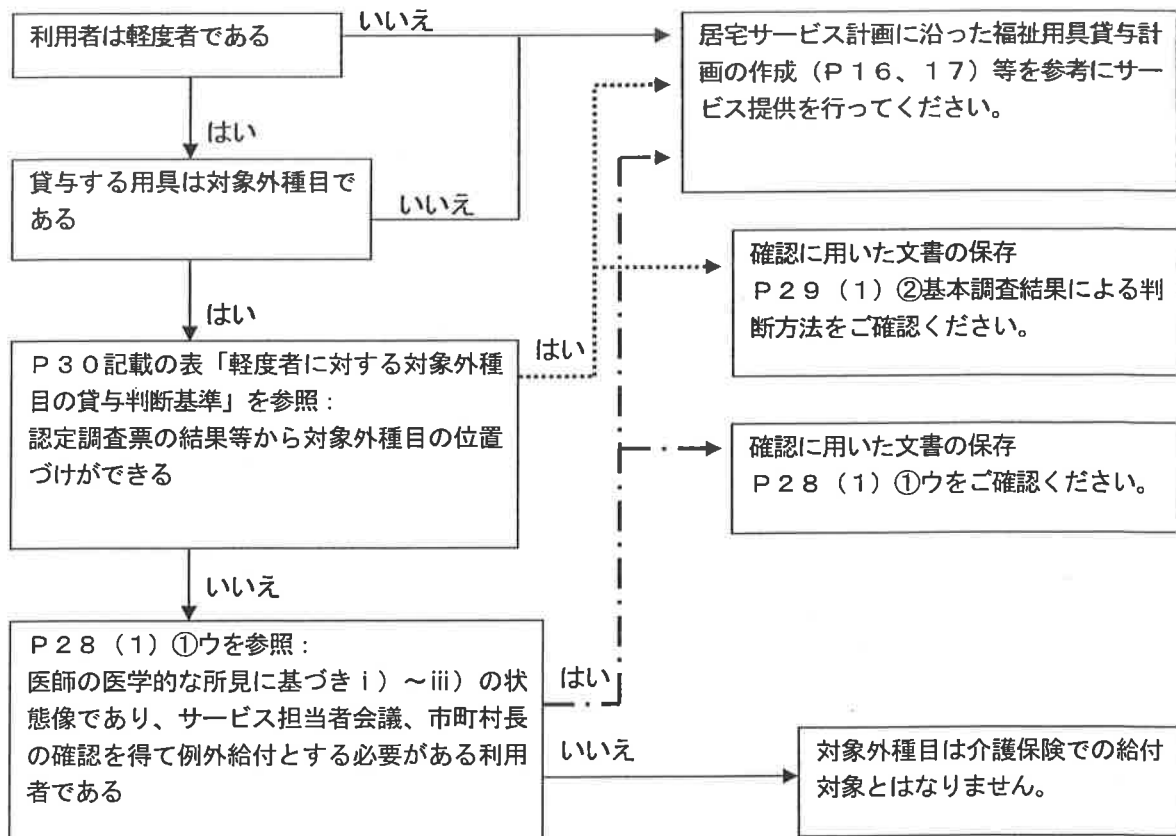 利用者は軽度者である
いいえ
はい
居宅サービス計画に沿った福祉用具貸与計
画の作成（Ｐ１６、１７）等を参考にサー
ビス提供を行ってください。
貸与する用具は対象外種目で
ある
いいえ
はい
確認に用いた文書の保存
Ｐ２９（１）②基本調査結果による判
断方法をご確認ください。
Ｐ３０記載の表「軽度者に対する対象外種
目の貸与判断基準」を参照：
認定調査票の結果等から対象外種目の位置
づけができる
はい
いいえ
確認に用いた文書の保存
Ｐ２８（１）①ウをご確認ください。
Ｐ２８（１）①ウを参照：
医師の医学的な所見に基づきⅰ）～ⅲ）の状
態像であり、サービス担当者会議、市町村長
の確認を得て例外給付とする必要がある利用
者である
はい
いいえ
対象外種目は介護保険での給付
対象とはなりません。